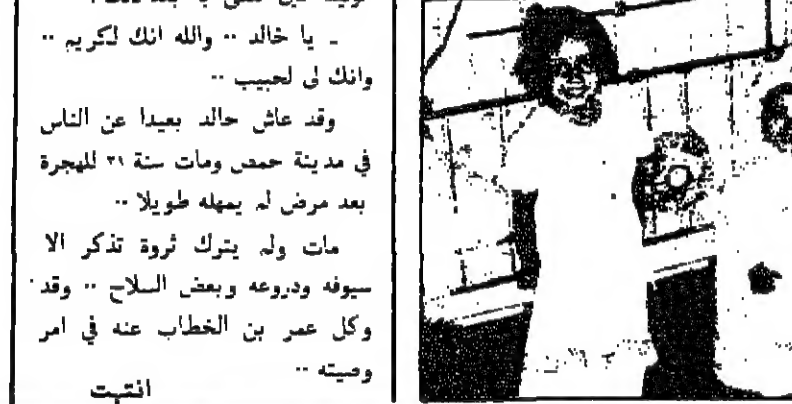 ـ يا خالد ·· والله انك لكريم ··
وانك لى لحبيب ··
وقد عاش خالد بعيدا عن الناس
في مدينة حمص ومات سنة ٢١ للهجرة
بعد مرض لم يمهله طويلا ··
مات ولم يترك ثروة تذكر الا
سيوفه ودروعه وبعض السلاح ·· وقد
وكل عمر بن الخطاب عنه في امر
وصيته ··
انتهت